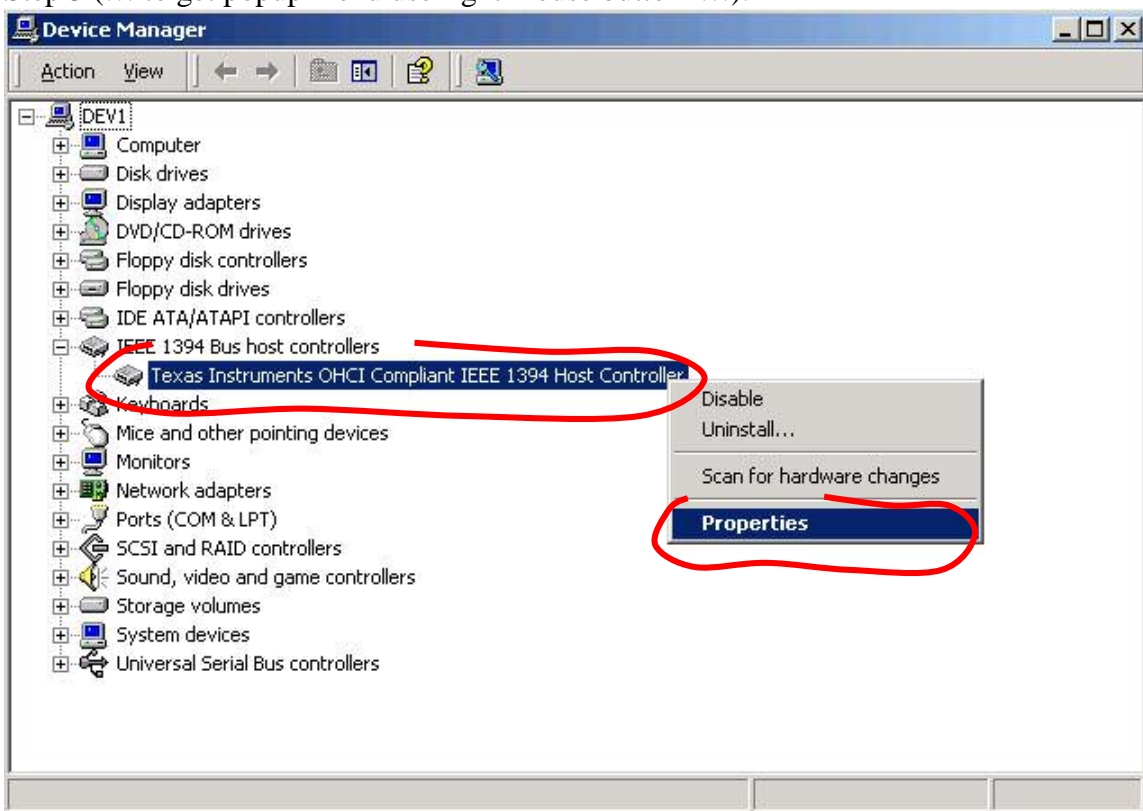 Device Manager
Action View
DEV1
Computer
Disk drives
Display adapters
DVD/CD-ROM drives
Floppy disk controllers
Floppy disk drives
IDE ATA/ATAPI controllers
IEEE 1394 Bus host controllers
Texas Instruments OHCI Compliant IEEE 1394 Host Controller
Keyboards
Mice and other pointing devices
Monitors
Network adapters
Ports (COM & LPT)
SCSI and RAID controllers
Sound, video and game controllers
Storage volumes
System devices
Universal Serial Bus controllers
Disable
Uninstall...
Scan for hardware changes
Properties